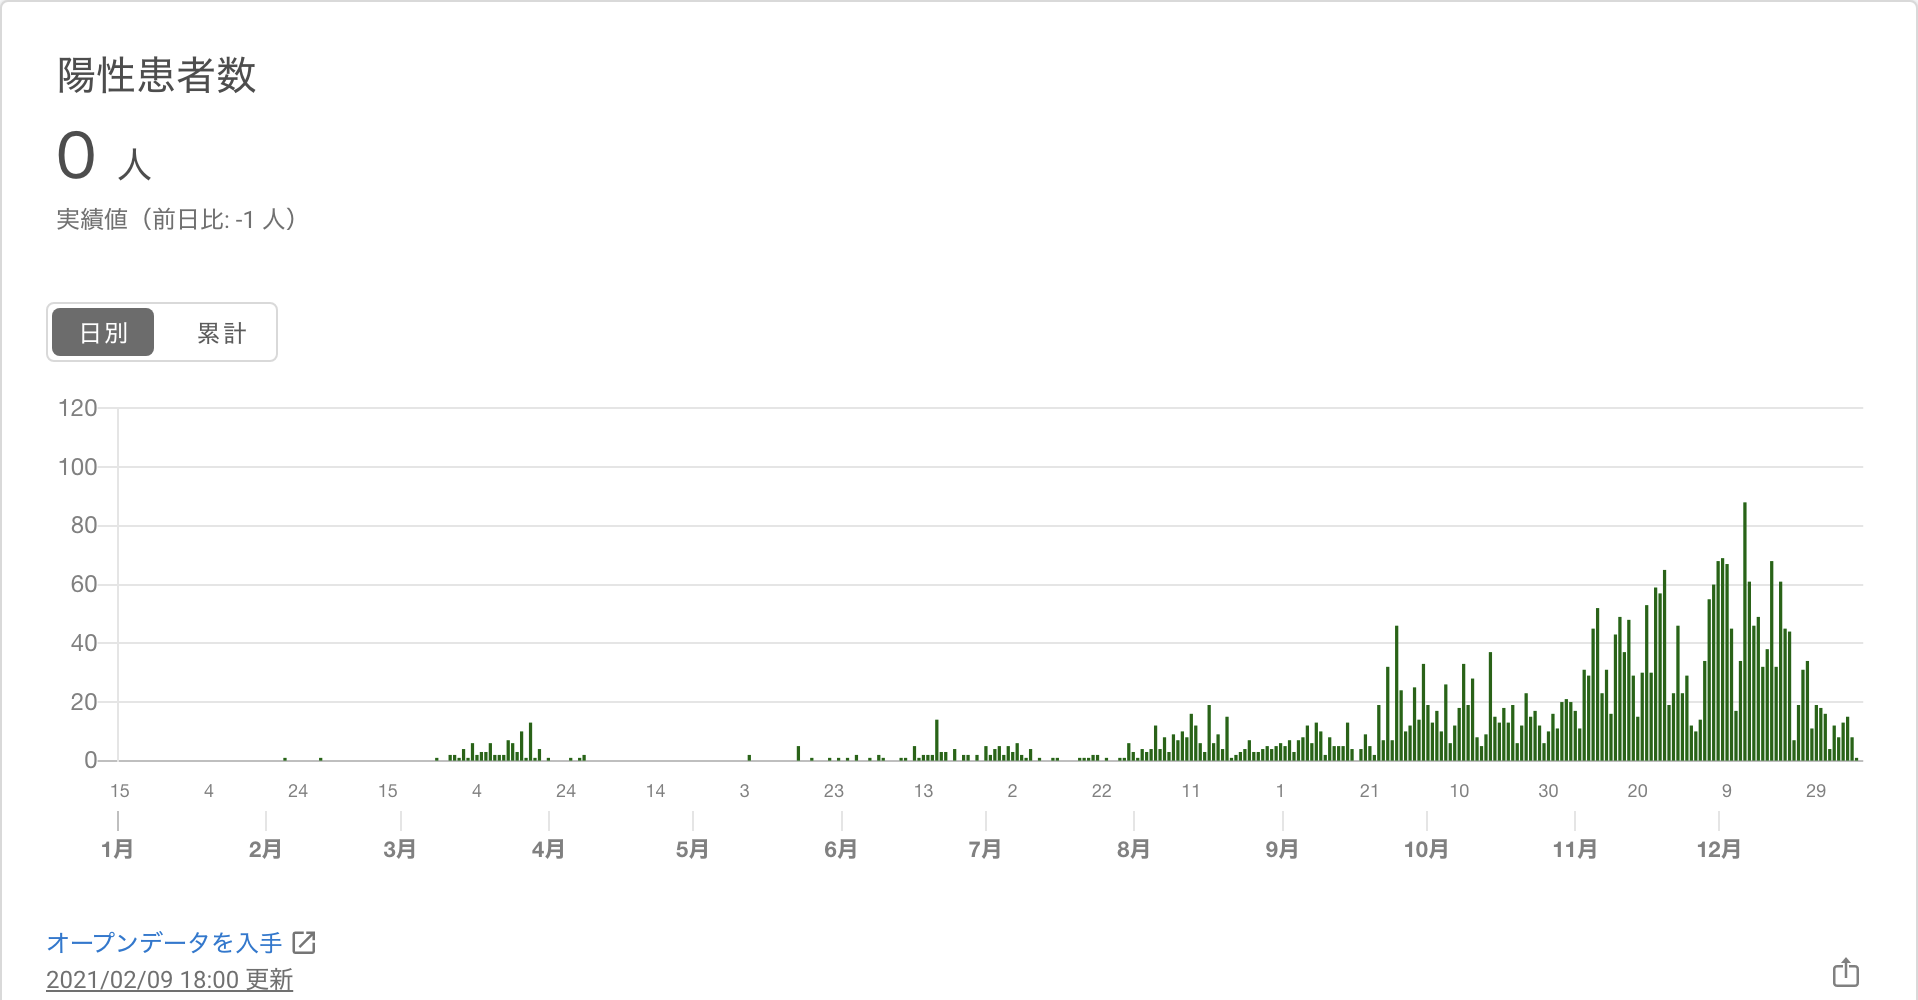 陽性患者数
0 人
実績値（前日比: -1 人）
日別 累計
120
100
80
60
40
20
0
15 4 24 15 4 24 14 3 23 13 2 22 11 1 21 10 30 20 9 29
1月 2月 3月 4月 5月 6月 7月 8月 9月 10月 11月 12月
オープンデータを入手
2021/02/09 18:00 更新